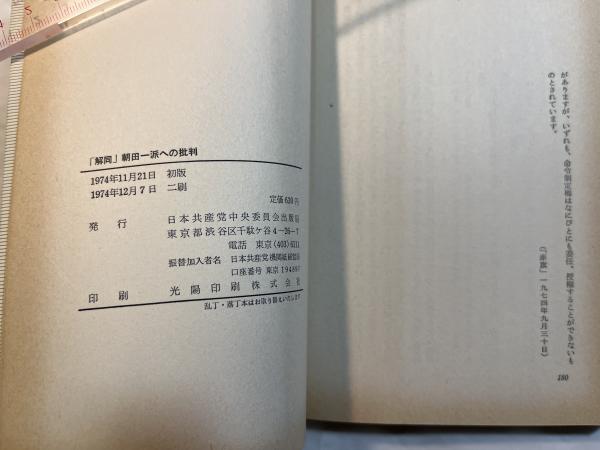 がありますが、いずれも、命令制定権はなにびとにも委任、授権することができないも
のとされています。
(「赤旗」一九七四年九月三十日)
180
「解同」朝田一派への批判
1974年11月21日 初版
1974年12月7日 二刷
定価620円
発行 日本共産党中央委員会出版局
東京都渋谷区千駄ケ谷4-26-7
電話 東京(403)6111
振替加入者名 日本共産党機関紙経営局
口座番号 東京
印刷 光陽印刷株式会社
乱丁・落丁本はお取り替えいたします